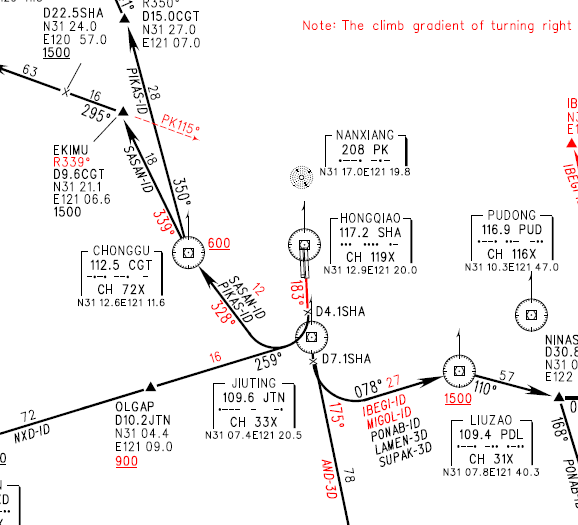 D22.5SHA
N31 24.0
E120 57.0
1500
R350°
D15.0CGT
N31 27.0
E121 07.0
Note: The climb gradient of turning right
63
16
295°
PIKAS-ID
28
PK115°
EKIMU
R339°
D9.6CGT
N31 21.1
E121 06.6
1500
18
SASAN-ID
339°
350°
NANXIANG
208 PK
N31 17.0E121 19.8
CHONGGU
112.5 CGT
CH 72X
N31 12.6E121 11.6
600
HONGQIAO
117.2 SHA
CH 119X
N31 12.9E121 20.0
PUDONG
116.9 PUD
CH 116X
N31 10.3E121 47.0
IBEGI-
SASAN-ID
PIKAS-ID
12
328°
183°
D4.1SHA
D7.1SHA
16
259°
JIUTING
109.6 JTN
CH 33X
N31 07.4E121 20.5
OLGAP
D10.2JTN
N31 04.4
E121 09.0
900
72
NXD-ID
175°
AND-3D
78
078° 27
IBEGI-ID
MIGOL-ID
PONAB-ID
LAMEN-3D
SUPAK-3D
1500
110°
57
LIUZAO
109.4 PDL
CH 31X
N31 07.8E121 40.3
NINAS
D30.8
N31 0
E122
168°
PONAB-